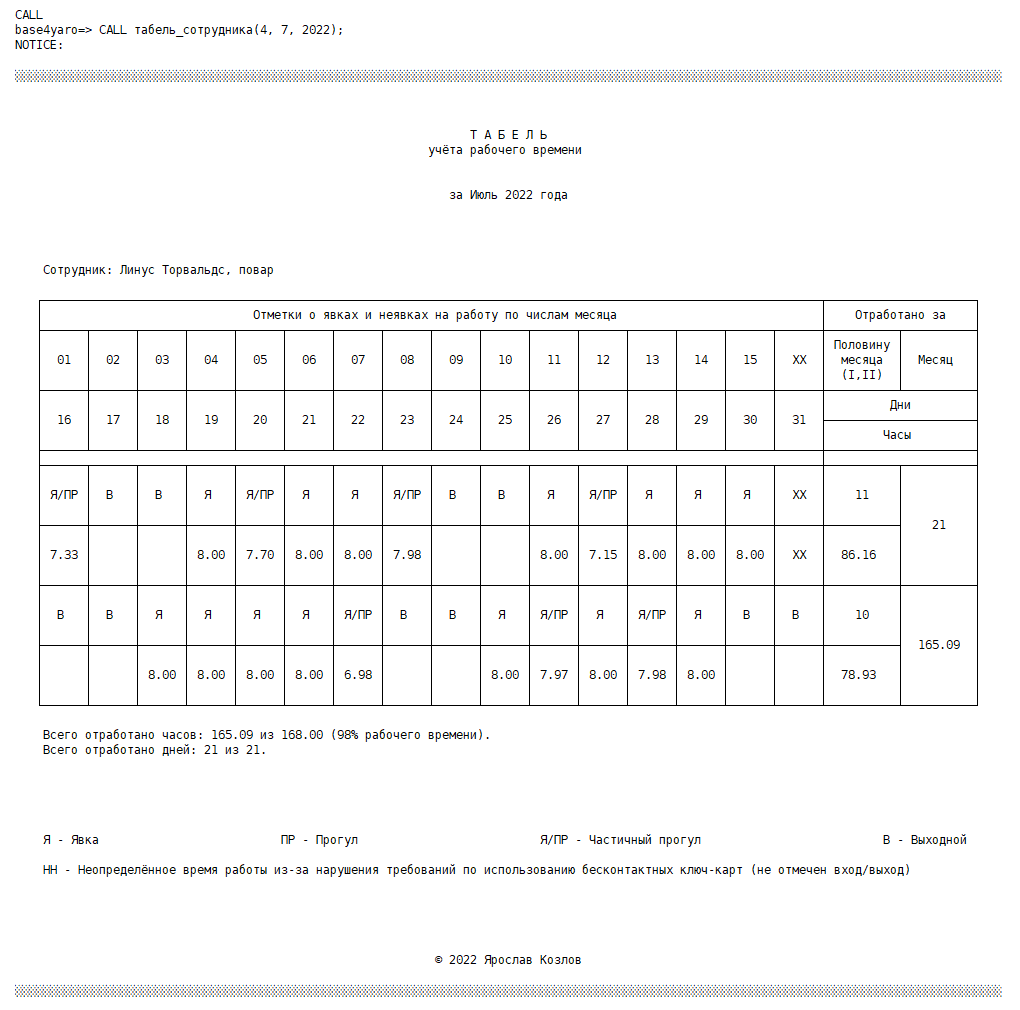 CALL
base4yaro=> CALL табель_сотрудника(4, 7, 2022);
NOTICE:
Т А Б Е Л Ь
учёта рабочего времени
за Июль 2022 года
Сотрудник: Линус Торвальдс, повар
Отметки о явках и неявках на работу по числам месяца Отработано за
01 02 03 04 05 06 07 08 09 10 11 12 13 14 15 XX Половину месяца (I,II) Месяц
16 17 18 19 20 21 22 23 24 25 26 27 28 29 30 31 Дни
Часы
Я/ПР В В Я Я/ПР Я Я Я/ПР В В Я Я/ПР Я Я Я XX 11 21
7.33 8.00 7.70 8.00 8.00 7.98 8.00 7.15 8.00 8.00 8.00 XX 86.16
В В Я Я Я Я Я/ПР В В Я Я/ПР Я Я/ПР Я В В 10 165.09
8.00 8.00 8.00 8.00 6.98 8.00 7.97 8.00 7.98 8.00 78.93
Всего отработано часов: 165.09 из 168.00 (98% рабочего времени).
Всего отработано дней: 21 из 21.
Я - Явка ПР - Прогул Я/ПР - Частичный прогул В - Выходной
НН - Неопределённое время работы из-за нарушения требований по использованию бесконтактных ключ-карт (не отмечен вход/выход)
© 2022 Ярослав Козлов